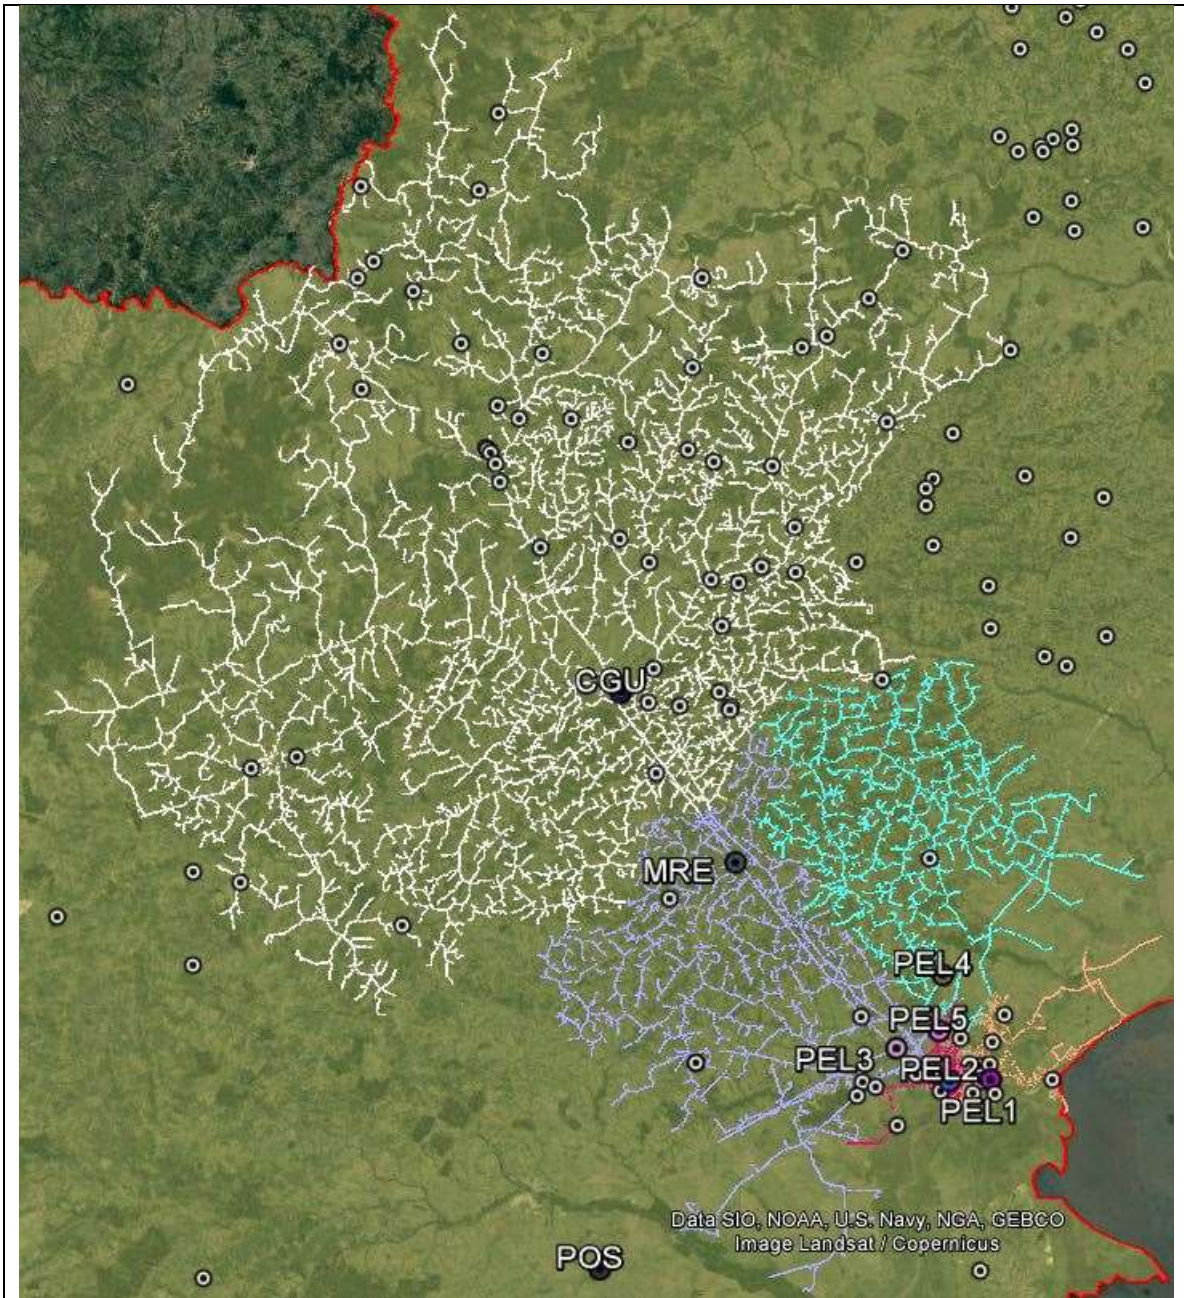 CGU
MRE
PEL4
PEL5
PEL3
PEL2
PEL1
Data SIO, NOAA, U.S. Navy, NGA, GEBCO
Image Landsat / Copernicus
POS